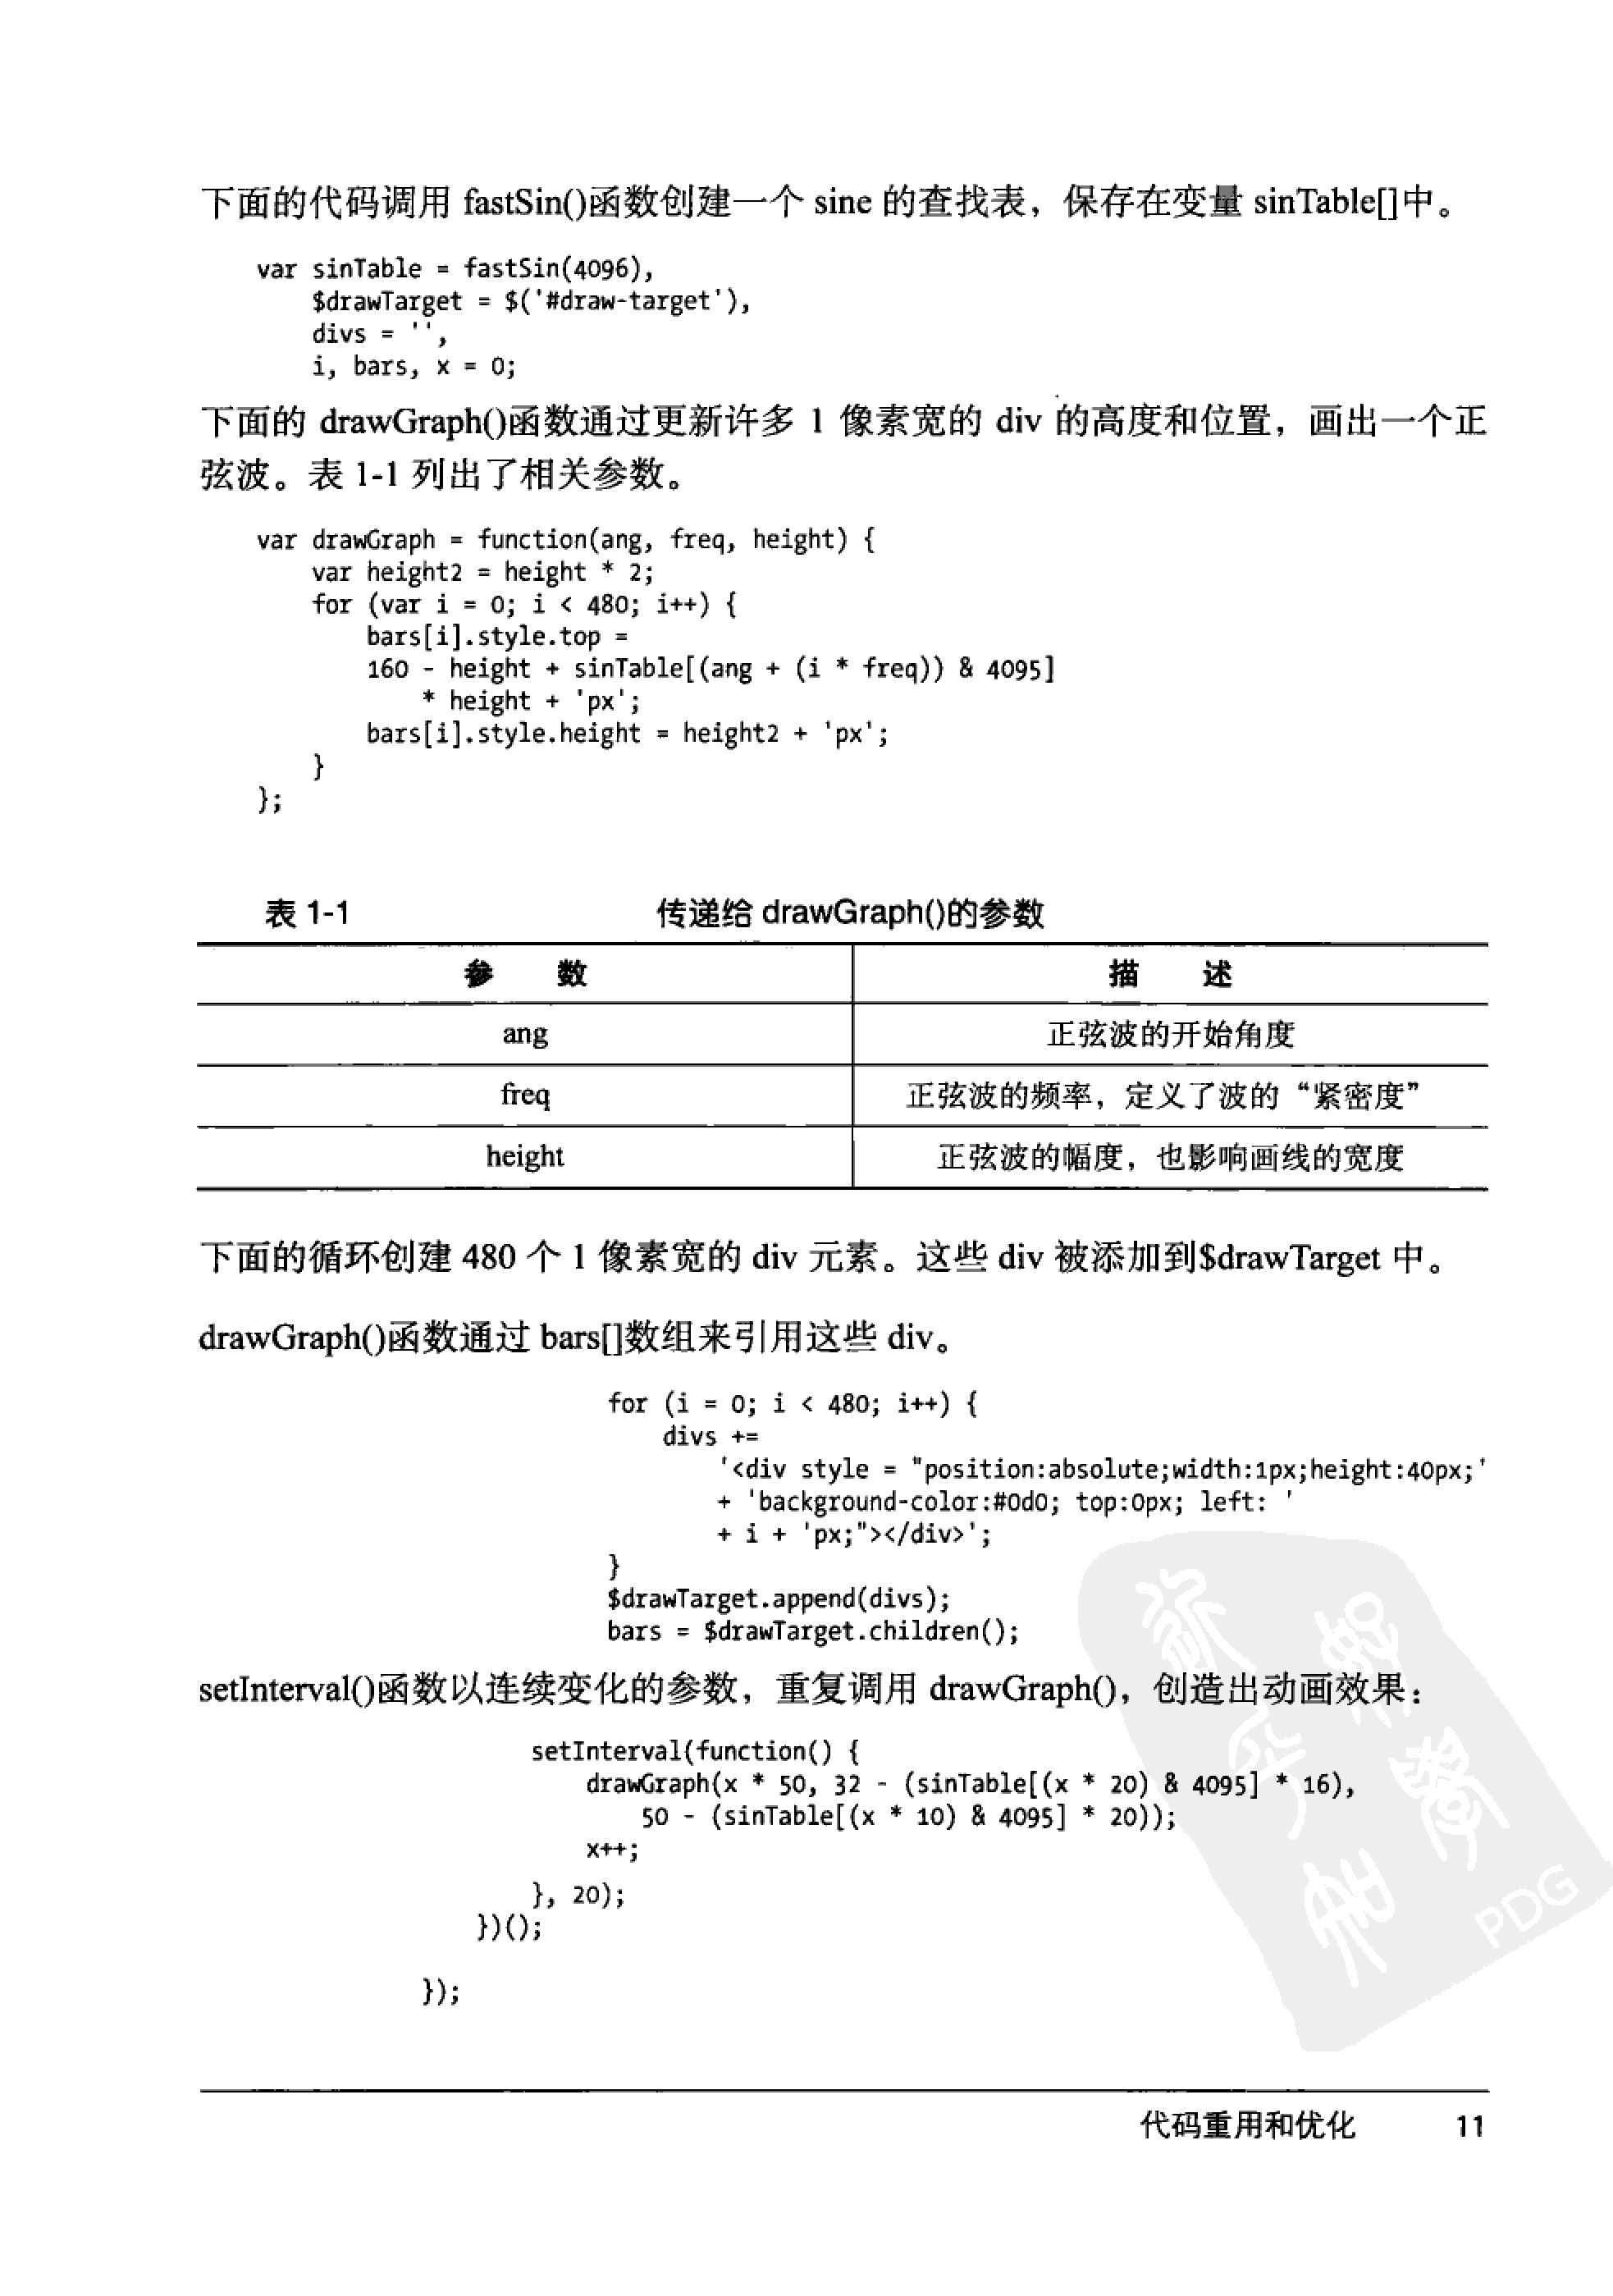 下面的代码调用 fastSin()函数创建一个 sine 的查找表，保存在变量 sinTable[]中。
var sinTable = fastSin(4096),
    $drawTarget = $('#draw-target'),
    divs = '',
    i, bars, x = 0;
下面的 drawGraph()函数通过更新许多 1 像素宽的 div 的高度和位置，画出一个正
弦波。表 1-1 列出了相关参数。
var drawGraph = function(ang, freq, height) {
    var height2 = height * 2;
    for (var i = 0; i < 480; i++) {
        bars[i].style.top =
        160 - height + sinTable[(ang + (i * freq)) & 4095]
            * height + 'px';
        bars[i].style.height = height2 + 'px';
    }
};
表 1-1 传递给 drawGraph()的参数
参 数 描 述
ang 正弦波的开始角度
freq 正弦波的频率，定义了波的“紧密度”
height 正弦波的幅度，也影响画线的宽度
下面的循环创建 480 个 1 像素宽的 div 元素。这些 div 被添加到$drawTarget 中。
drawGraph()函数通过 bars[]数组来引用这些 div。
for (i = 0; i < 480; i++) {
    divs +=
        '<div style = "position:absolute;width:1px;height:40px;'
        + 'background-color:#0d0; top:0px; left: '
        + i + 'px;"></div>';
}
$drawTarget.append(divs);
bars = $drawTarget.children();
setInterval()函数以连续变化的参数，重复调用 drawGraph()，创造出动画效果：
setInterval(function() {
    drawGraph(x * 50, 32 - (sinTable[(x * 20) & 4095] * 16),
        50 - (sinTable[(x * 10) & 4095] * 20));
    x++;
}, 20);
})();
});
PDG
代码重用和优化 11